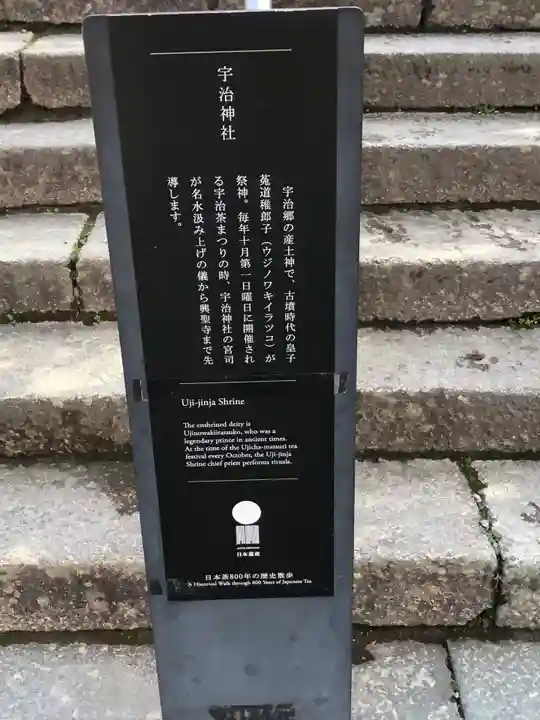 宇治神社
宇治郷の産土神で、古墳時代の皇子
菟道稚郎子（ウジノワキイラツコ）が
祭神。毎年十月第一日曜日に開催され
る宇治茶まつりの時、宇治神社の宮司
が名水汲み上げの儀から興聖寺まで先
導します。
Uji-jinja Shrine
The enshrined deity is
Ujinowakiiratsuko, who was a
legendary prince in ancient times.
At the time of the Ujicha-matsuri tea
festival every October, the Uji-jinja
Shrine chief priest performs rituals.
日本遺産
日本茶800年の歴史散歩
A Historical Walk through 800 Years of Japanese Tea